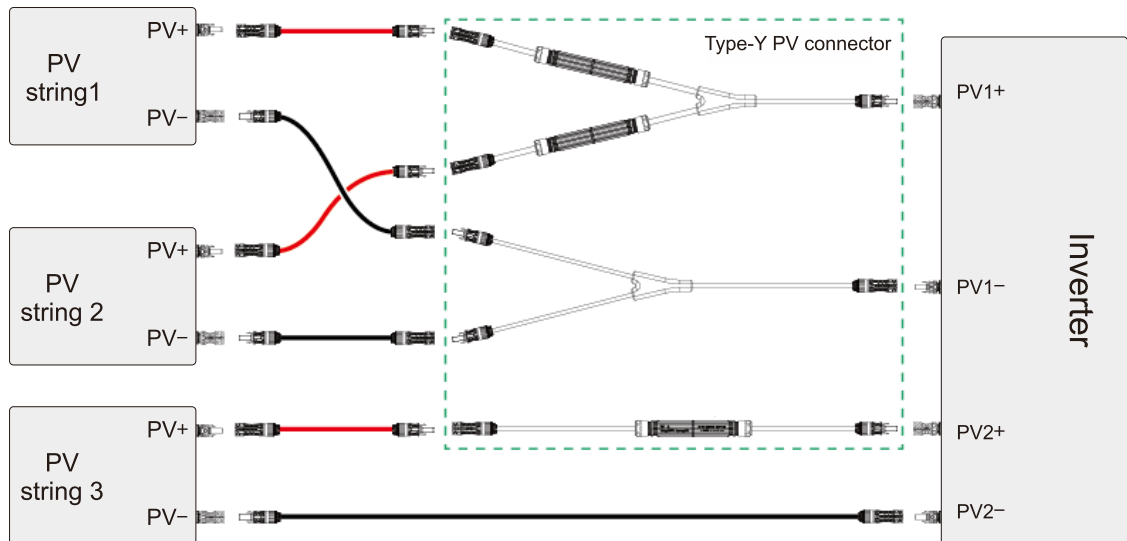 PV+
PV
string1
PV−
Type-Y PV connector
PV1+
PV+
PV
string 2
PV−
PV1−
Inverter
PV+
PV
string 3
PV−
PV2+
PV2−